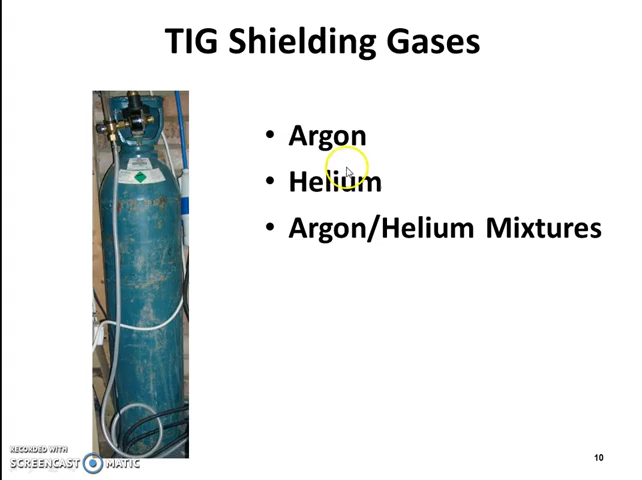 TIG Shielding Gases
• Argon
• Helium
• Argon/Helium Mixtures
RECORDED WITH
SCREENCAST MATIC
10